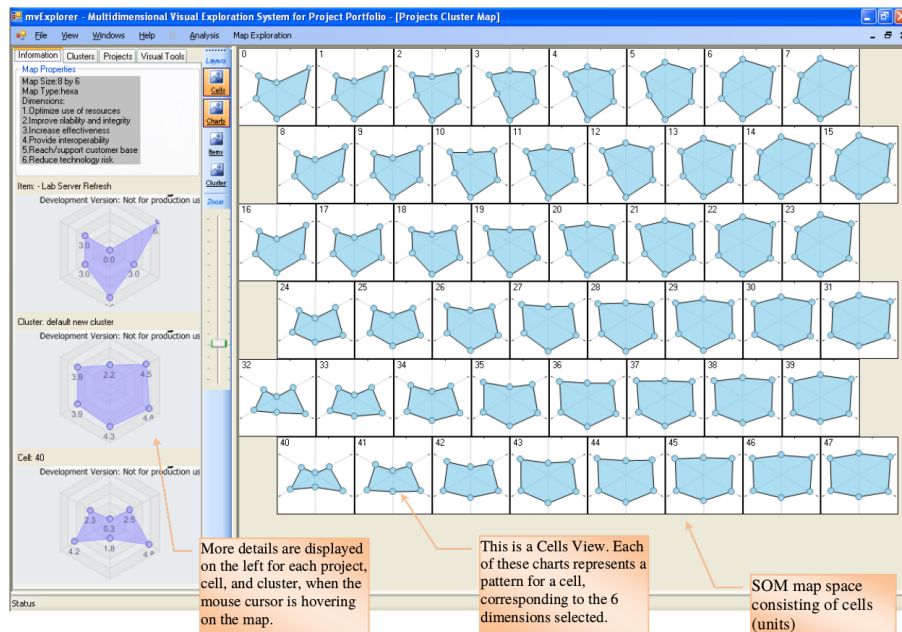 mvExplorer - Multidimensional Visual Exploration System for Project Portfolio - [Projects Cluster Map]
File View Windows Help Analysis Map Exploration
Information Clusters Projects Visual Tools
Map Properties
Map Size:8 by 6
Map Type:hexa
Dimensions:
1.Optimize use of resources
2.Improve rilability and integrity
3.Increase effectiveness
4.Provide interoperability
5.Reach/support customer base
6.Reduce technology risk
Item: - Lab Server Refresh
Development Version: Not for production us
3.0
0.0
3.0
3.0
Cluster: default new cluster
Development Version: Not for production us
3.9
2.2
4.5
3.9
4.3
Cell: 40
Development Version: Not for production us
2.3
2.5
0.3
4.2
1.8
Layers
Cells
Charts
Items
Cluster
Zoom
0 1 2 3 4 5 6 7
8 9 10 11 12 13 14 15
16 17 18 19 20 21 22 23
24 25 26 27 28 29 30 31
32 33 34 35 36 37 38 39
40 41 42 43 44 45 46 47
More details are displayed
on the left for each project,
cell, and cluster, when the
mouse cursor is hovering
on the map.
This is a Cells View. Each
of these charts represents a
pattern for a cell,
corresponding to the 6
dimensions selected.
SOM map space
consisting of cells
(units)
Status